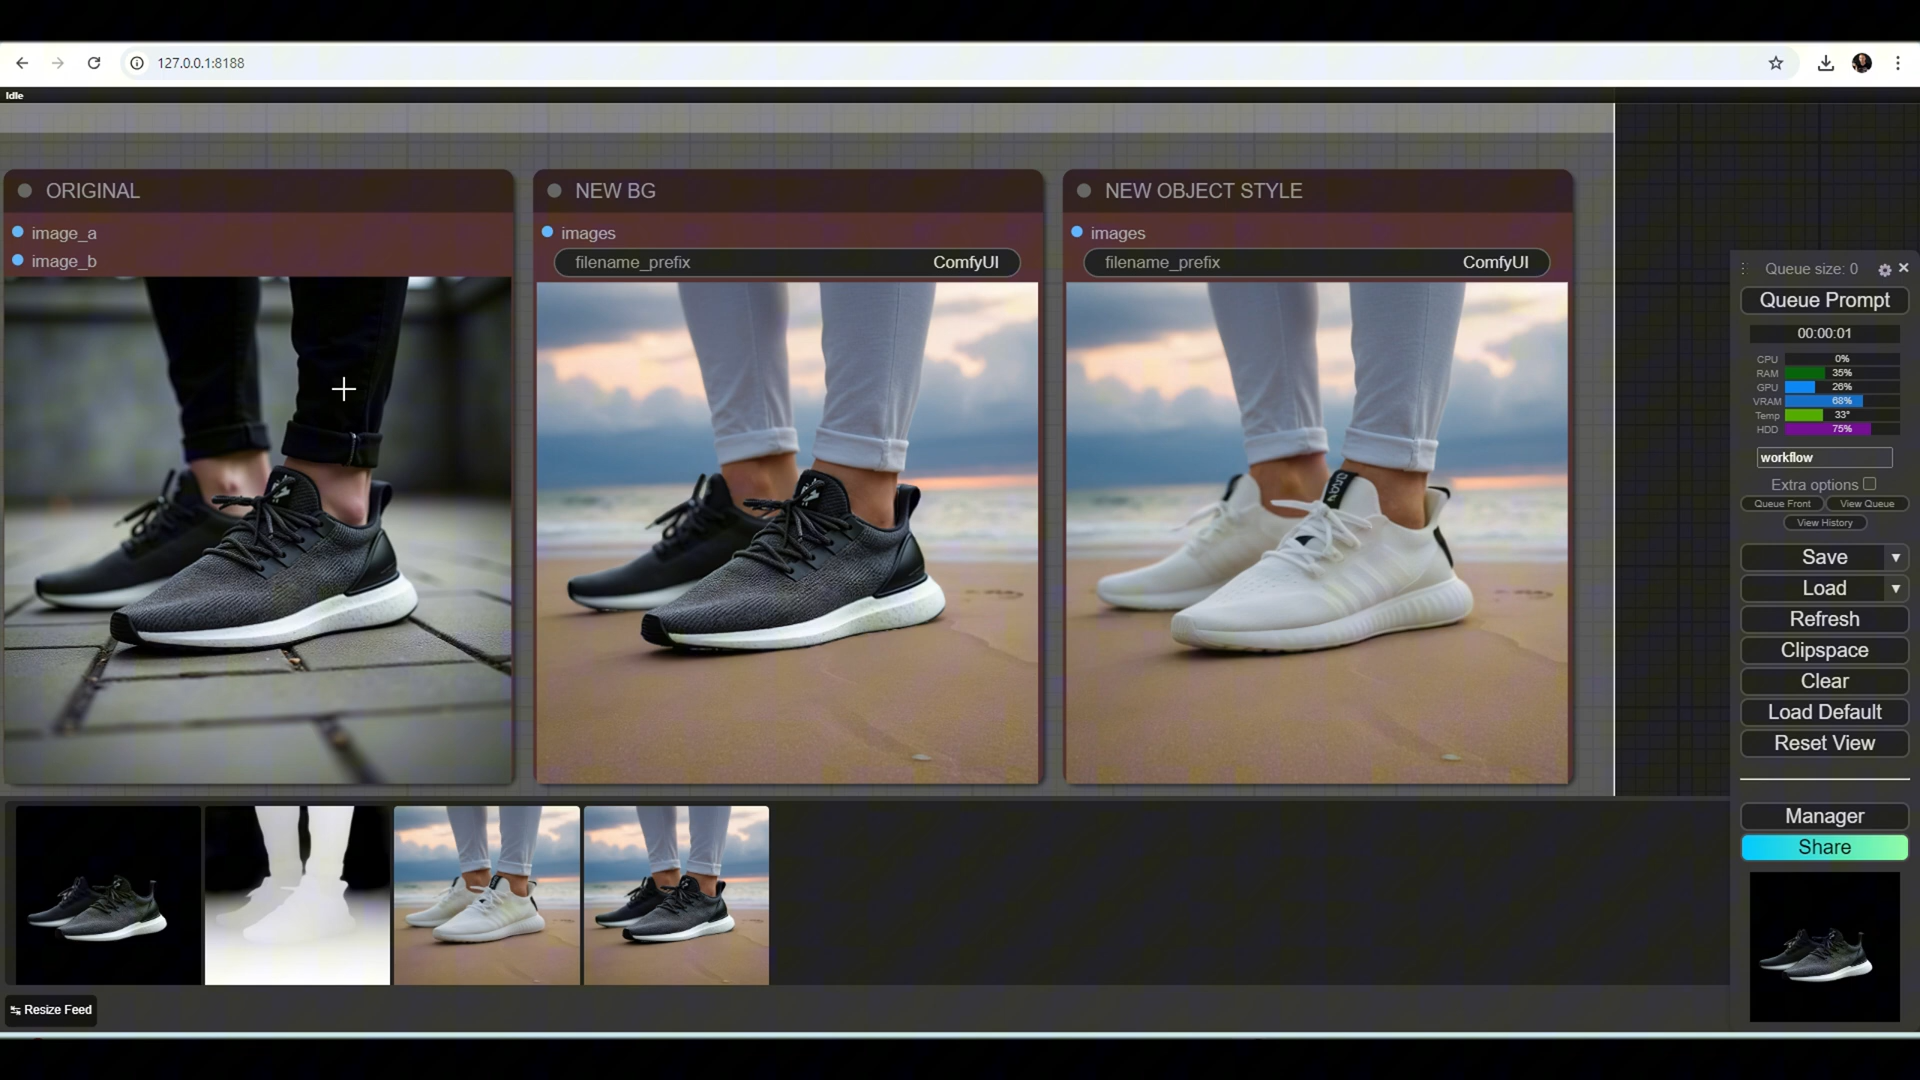 127.0.0.1:8188
Idle
ORIGINAL
image_a
image_b
NEW BG
images
filename_prefix
ComfyUI
NEW OBJECT STYLE
images
filename_prefix
ComfyUI
Queue size: 0
Queue Prompt
00:00:01
CPU 0%
RAM 35%
GPU 26%
VRAM 68%
Temp 33°
HDD 75%
workflow
Extra options
Queue Front
View Queue
View History
Save
Load
Refresh
Clipspace
Clear
Load Default
Reset View
Manager
Share
Resize Feed